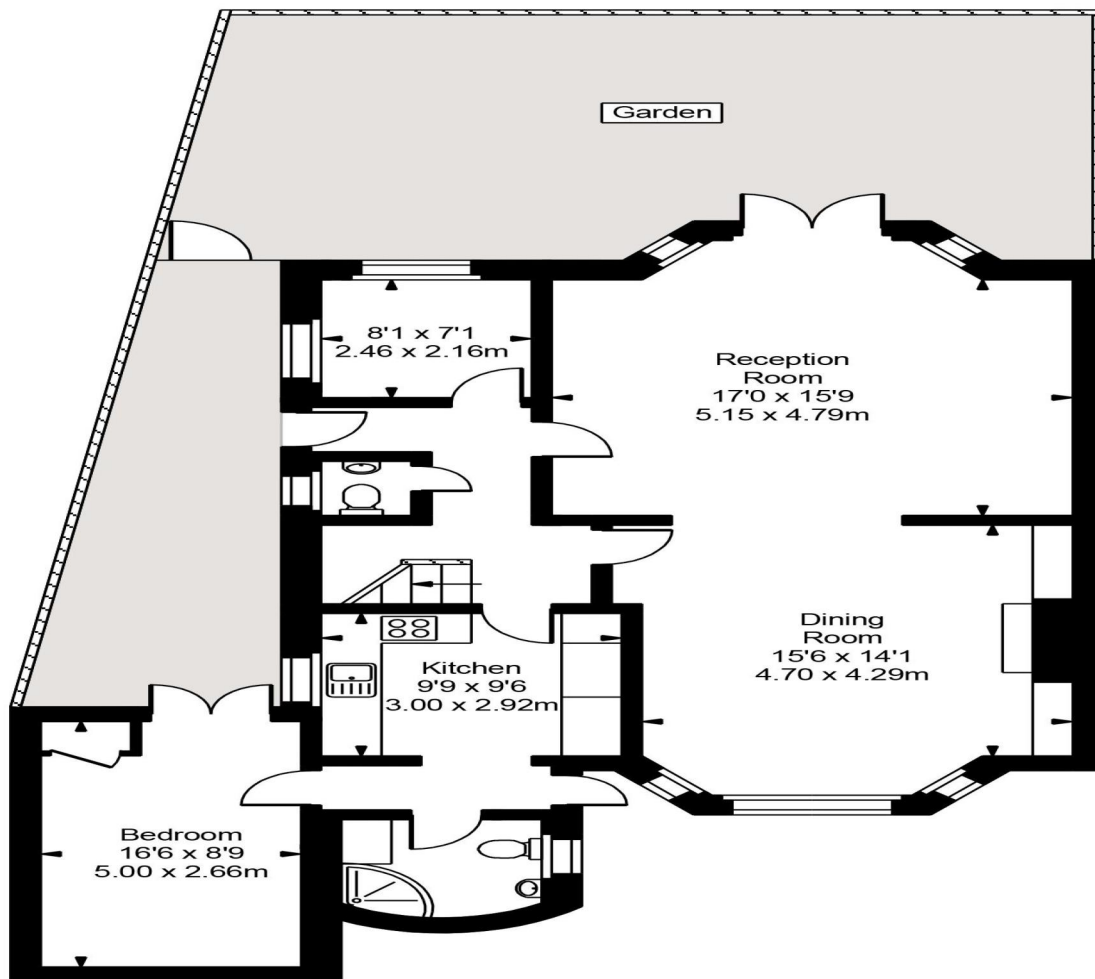 Garden
8'1 x 7'1
2.46 x 2.16m
Reception
Room
17'0 x 15'9
5.15 x 4.79m
Dining
Room
15'6 x 14'1
4.70 x 4.29m
Kitchen
9'9 x 9'6
3.00 x 2.92m
Bedroom
16'6 x 8'9
5.00 x 2.66m